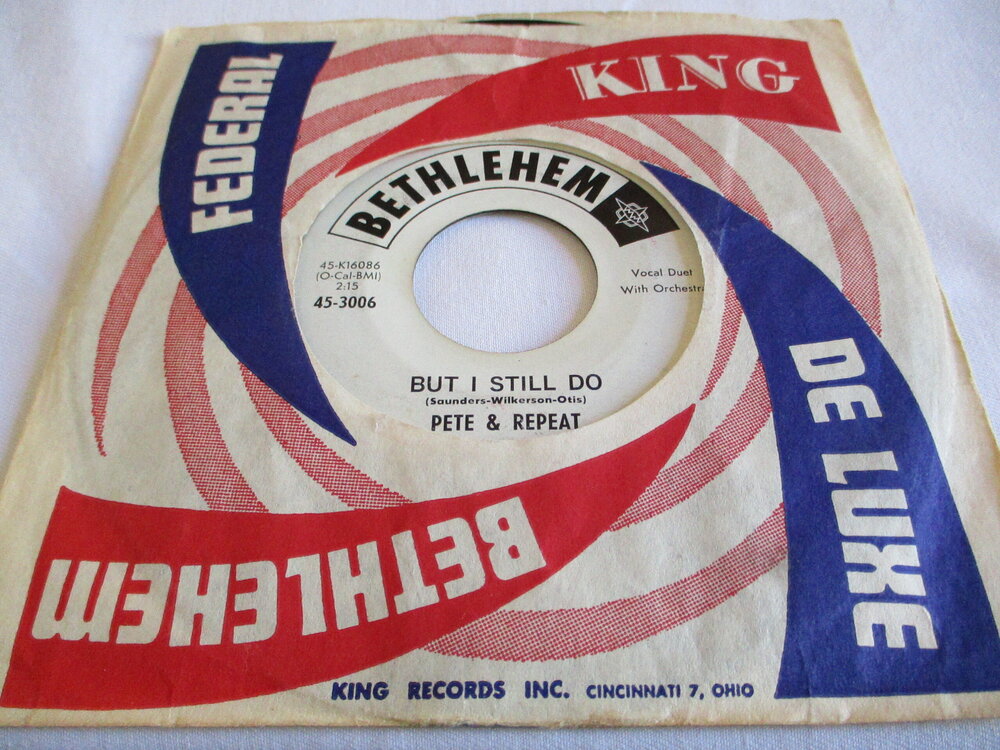 FEDERAL
KING
BETHLEHEM
45-K16086
(O-Cal-BMI)
2:15
45-3006
Vocal Duet
With Orchestra
BUT I STILL DO
(Saunders-Wilkerson-Otis)
PETE & REPEAT
DE LUXE
BETHLEHEM
KING RECORDS INC. CINCINNATI 7, OHIO